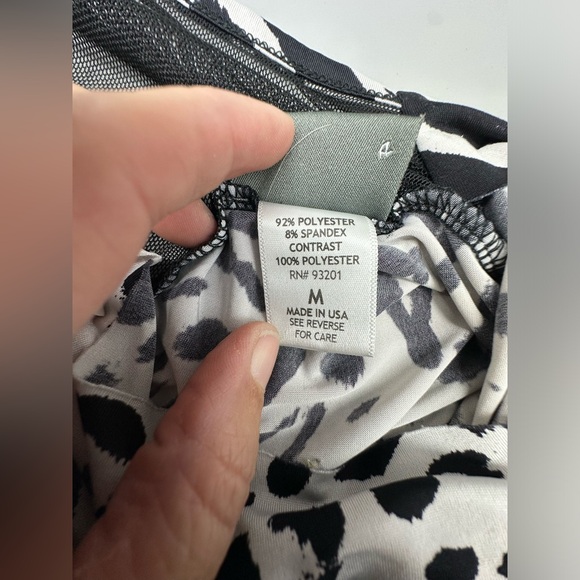 92% POLYESTER
8% SPANDEX
CONTRAST
100% POLYESTER
RN# 93201
M
MADE IN USA
SEE REVERSE
FOR CARE